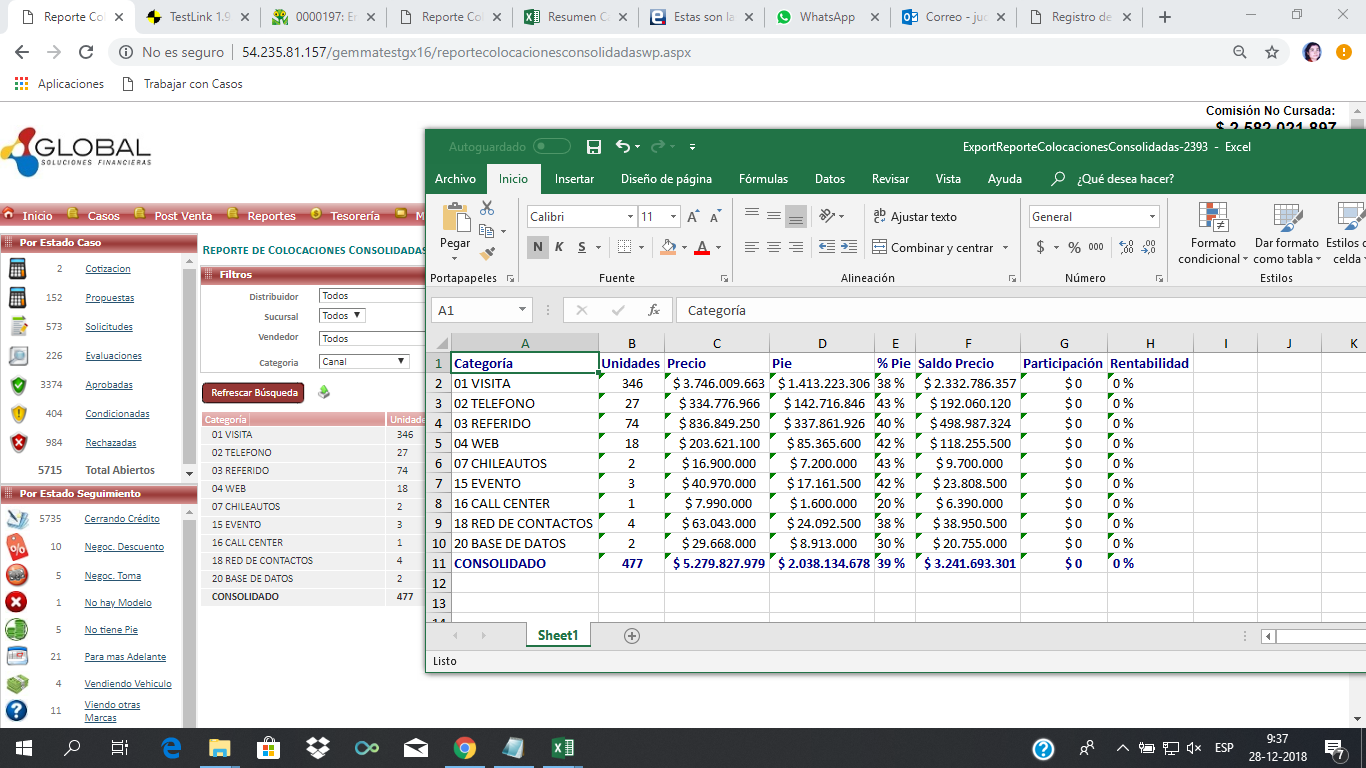 Reporte Col
TestLink 1.9
0000197: Er
Reporte Col
Resumen C
Estas son la
WhatsApp
Correo - juc
Registro de
No es seguro | 54.235.81.157/gemmatestgx16/reportecolocacionesconsolidadaswp.aspx
Aplicaciones Trabajar con Casos
Comisión No Cursada:
$ 2.582.021.897
GLOBAL
SOLUCIONES FINANCIERAS
Inicio Casos Post Venta Reportes Tesorería M
Por Estado Caso
2 Cotizacion
152 Propuestas
573 Solicitudes
226 Evaluaciones
3374 Aprobadas
404 Condicionadas
984 Rechazadas
5715 Total Abiertos
Por Estado Seguimiento
5735 Cerrando Crédito
10 Negoc. Descuento
5 Negoc. Toma
1 No hay Modelo
5 No tiene Pie
21 Para mas Adelante
4 Vendiendo Vehiculo
11 Viendo otras
Marcas
REPORTE DE COLOCACIONES CONSOLIDADAS
Filtros
Distribuidor Todos
Sucursal Todos
Vendedor Todos
Categoria Canal
Refrescar Búsqueda
Categoría Unidade
01 VISITA 346
02 TELEFONO 27
03 REFERIDO 74
04 WEB 18
07 CHILEAUTOS 2
15 EVENTO 3
16 CALL CENTER 1
18 RED DE CONTACTOS 4
20 BASE DE DATOS 2
CONSOLIDADO 477
Autoguardado
ExportReporteColocacionesConsolidadas-2393 - Excel
Archivo Inicio Insertar Diseño de página Fórmulas Datos Revisar Vista Ayuda ¿Qué desea hacer?
Pegar
Portapapeles
Calibri 11
N K S
Fuente
Ajustar texto
Combinar y centrar
Alineación
General
$ % 000
Número
Formato
condicional
Dar formato
como tabla
Estilos d
celda
Estilos
A1 fx Categoría
A B C D E F G H I J K
1 Categoría Unidades Precio Pie % Pie Saldo Precio Participación Rentabilidad
2 01 VISITA 346 $ 3.746.009.663 $ 1.413.223.306 38 % $ 2.332.786.357 $ 0 0 %
3 02 TELEFONO 27 $ 334.776.966 $ 142.716.846 43 % $ 192.060.120 $ 0 0 %
4 03 REFERIDO 74 $ 836.849.250 $ 337.861.926 40 % $ 498.987.324 $ 0 0 %
5 04 WEB 18 $ 203.621.100 $ 85.365.600 42 % $ 118.255.500 $ 0 0 %
6 07 CHILEAUTOS 2 $ 16.900.000 $ 7.200.000 43 % $ 9.700.000 $ 0 0 %
7 15 EVENTO 3 $ 40.970.000 $ 17.161.500 42 % $ 23.808.500 $ 0 0 %
8 16 CALL CENTER 1 $ 7.990.000 $ 1.600.000 20 % $ 6.390.000 $ 0 0 %
9 18 RED DE CONTACTOS 4 $ 63.043.000 $ 24.092.500 38 % $ 38.950.500 $ 0 0 %
10 20 BASE DE DATOS 2 $ 29.668.000 $ 8.913.000 30 % $ 20.755.000 $ 0 0 %
11 CONSOLIDADO 477 $ 5.279.827.979 $ 2.038.134.678 39 % $ 3.241.693.301 $ 0 0 %
12
13
14
Sheet1
Listo
ESP
9:37
28-12-2018
7